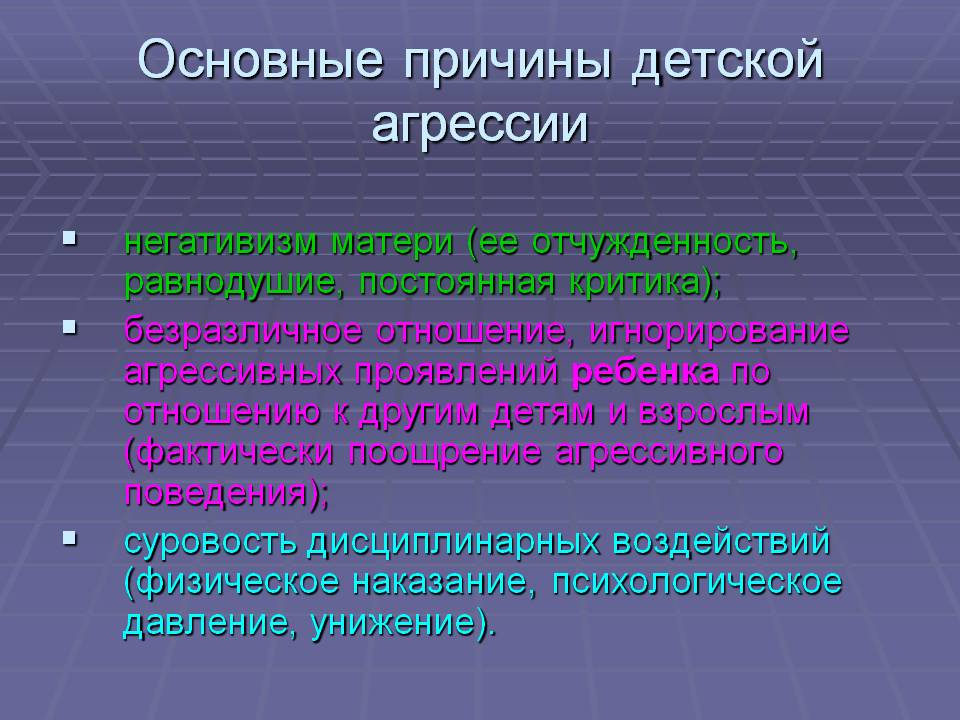 Основные причины детской
агрессии
▪ негативизм матери (ее отчужденность,
равнодушие, постоянная критика);
▪ безразличное отношение, игнорирование
агрессивных проявлений ребенка по
отношению к другим детям и взрослым
(фактически поощрение агрессивного
поведения);
▪ суровость дисциплинарных воздействий
(физическое наказание, психологическое
давление, унижение).